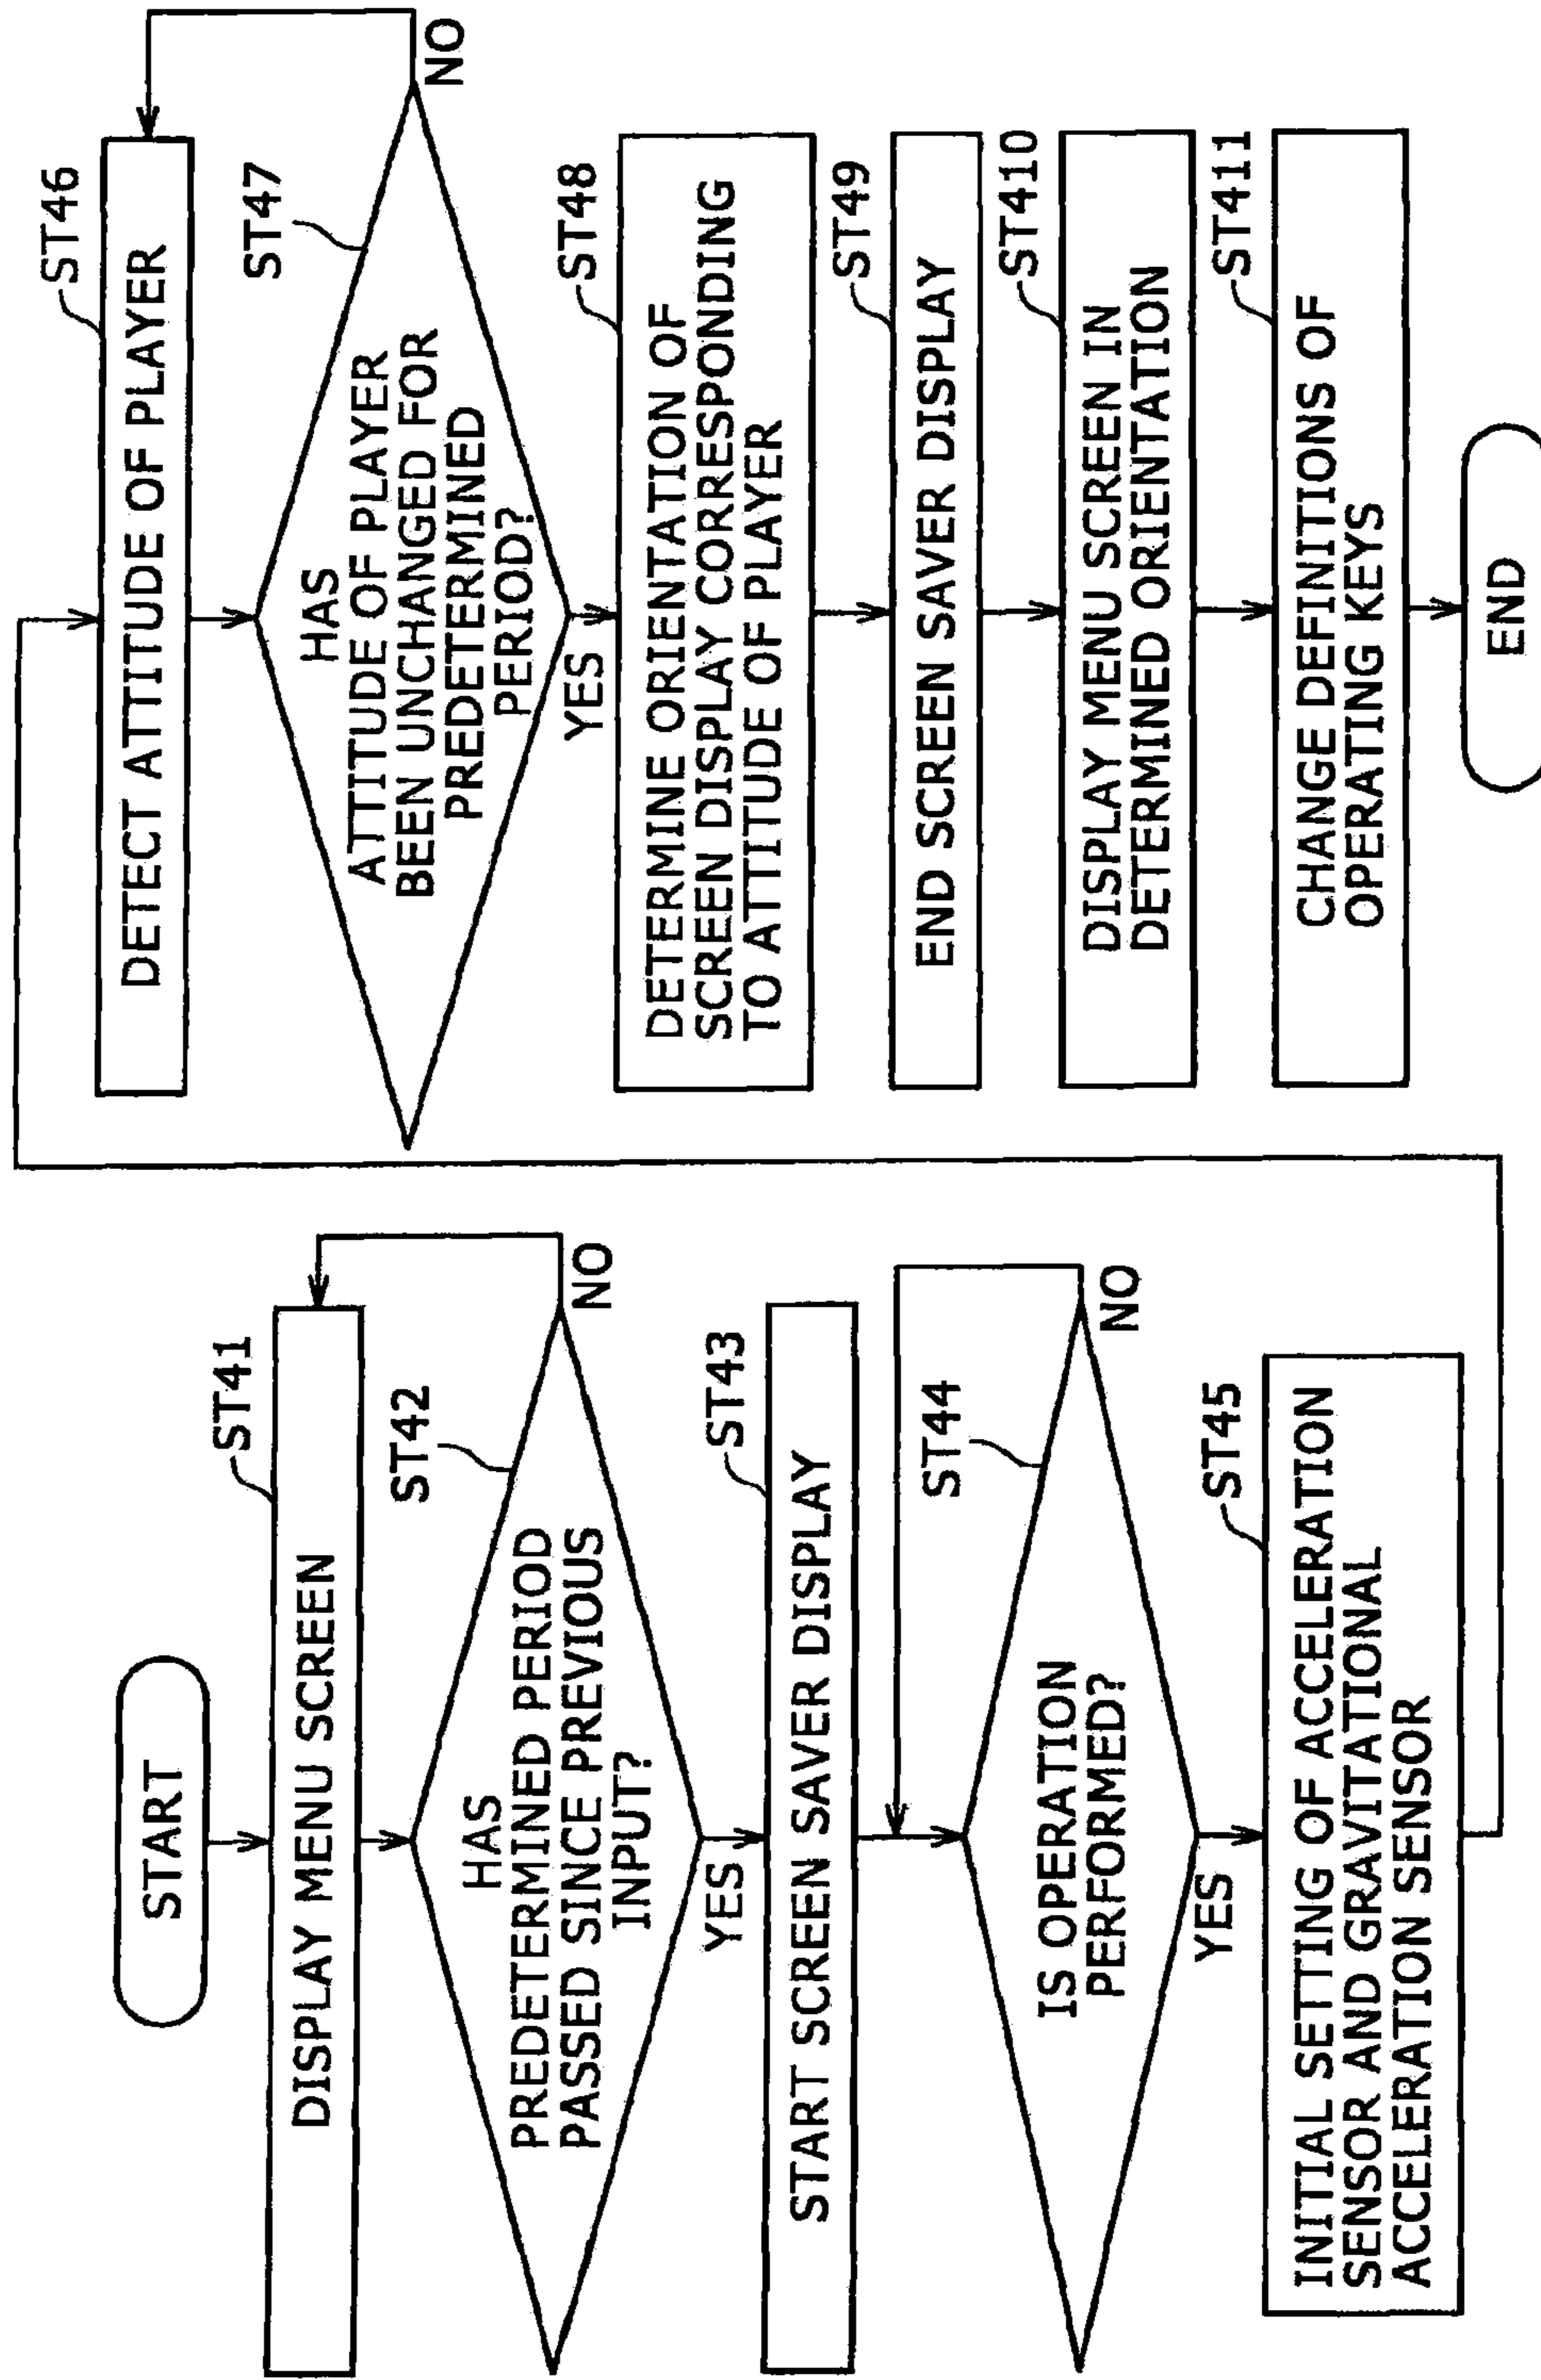 START
ST41
DISPLAY MENU SCREEN
ST42
HAS
PREDETERMINED PERIOD
PASSED SINCE PREVIOUS
INPUT?
NO
YES
ST43
START SCREEN SAVER DISPLAY
ST44
IS OPERATION
PERFORMED?
NO
YES
ST45
INITIAL SETTING OF ACCELERATION
SENSOR AND GRAVITATIONAL
ACCELERATION SENSOR
ST46
DETECT ATTITUDE OF PLAYER
ST47
HAS
ATTITUDE OF PLAYER
BEEN UNCHANGED FOR
PREDETERMINED
PERIOD?
NO
YES
ST48
DETERMINE ORIENTATION OF
SCREEN DISPLAY CORRESPONDING
TO ATTITUDE OF PLAYER
ST49
END SCREEN SAVER DISPLAY
ST410
DISPLAY MENU SCREEN IN
DETERMINED ORIENTATION
ST411
CHANGE DEFINITIONS OF
OPERATING KEYS
END